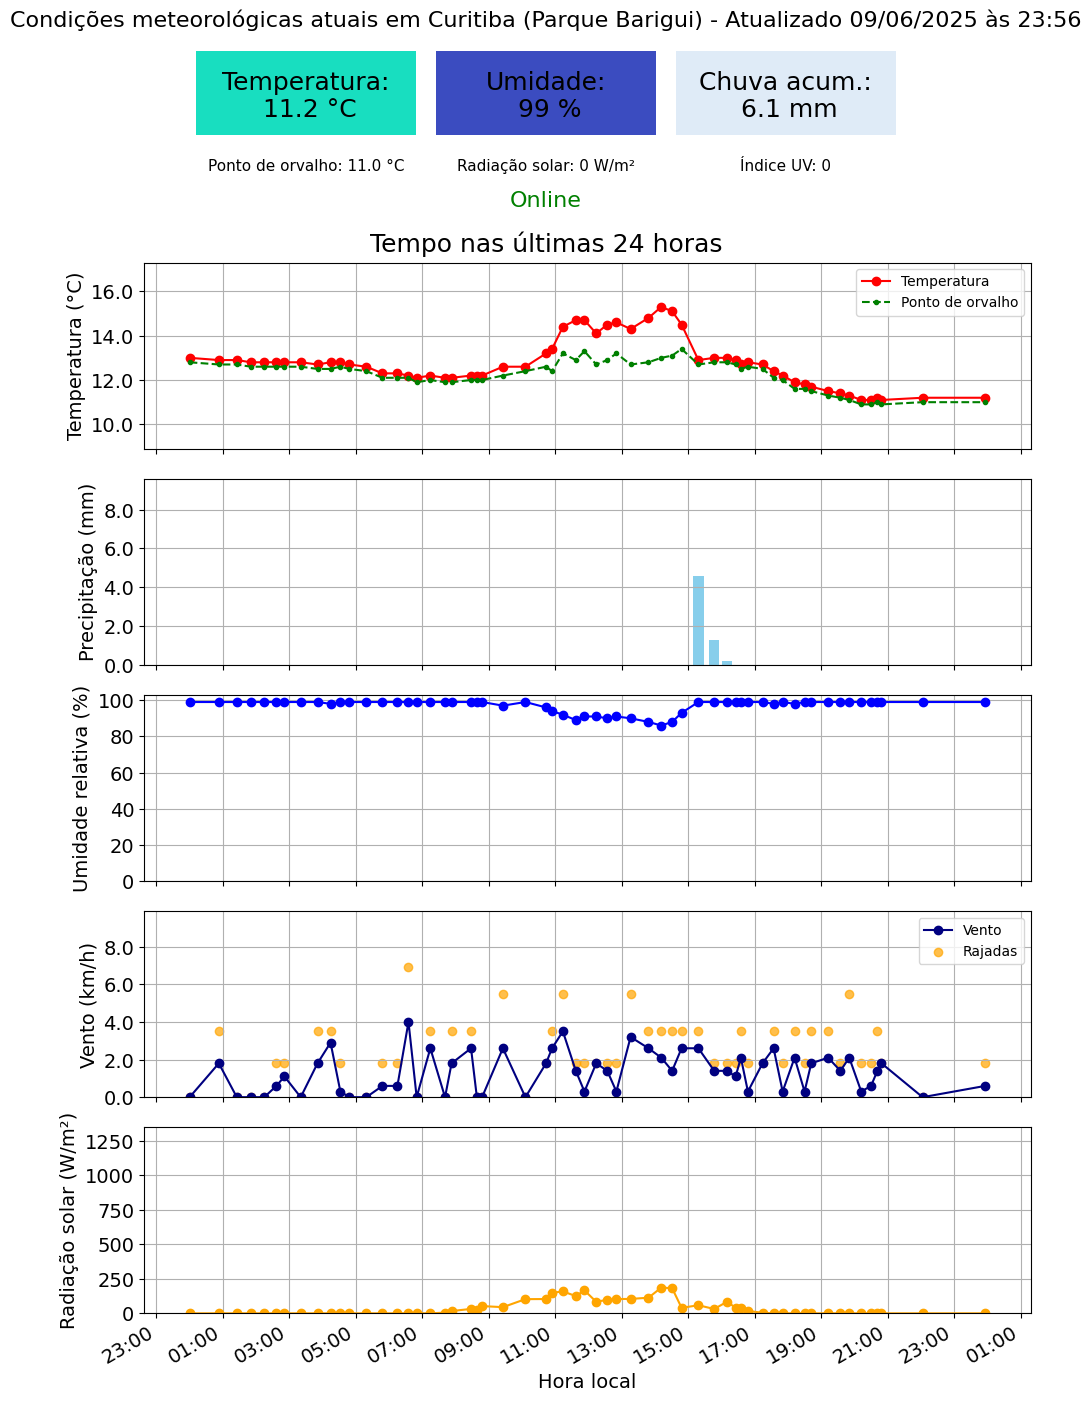 Condições meteorológicas atuais em Curitiba (Parque Barigui) - Atualizado 09/06/2025 às 23:56
Temperatura:
11.2 °C
Umidade:
99 %
Chuva acum.:
6.1 mm
Ponto de orvalho: 11.0 °C
Radiação solar: 0 W/m²
Índice UV: 0
Online
Tempo nas últimas 24 horas
Temperatura (°C)
16.0
14.0
12.0
10.0
Temperatura
Ponto de orvalho
Precipitação (mm)
8.0
6.0
4.0
2.0
0.0
Umidade relativa (%)
100
80
60
40
20
0
Vento (km/h)
8.0
6.0
4.0
2.0
0.0
Vento
Rajadas
Radiação solar (W/m²)
1250
1000
750
500
250
0
23:00 01:00 03:00 05:00 07:00 09:00 11:00 13:00 15:00 17:00 19:00 21:00 23:00 01:00
Hora local